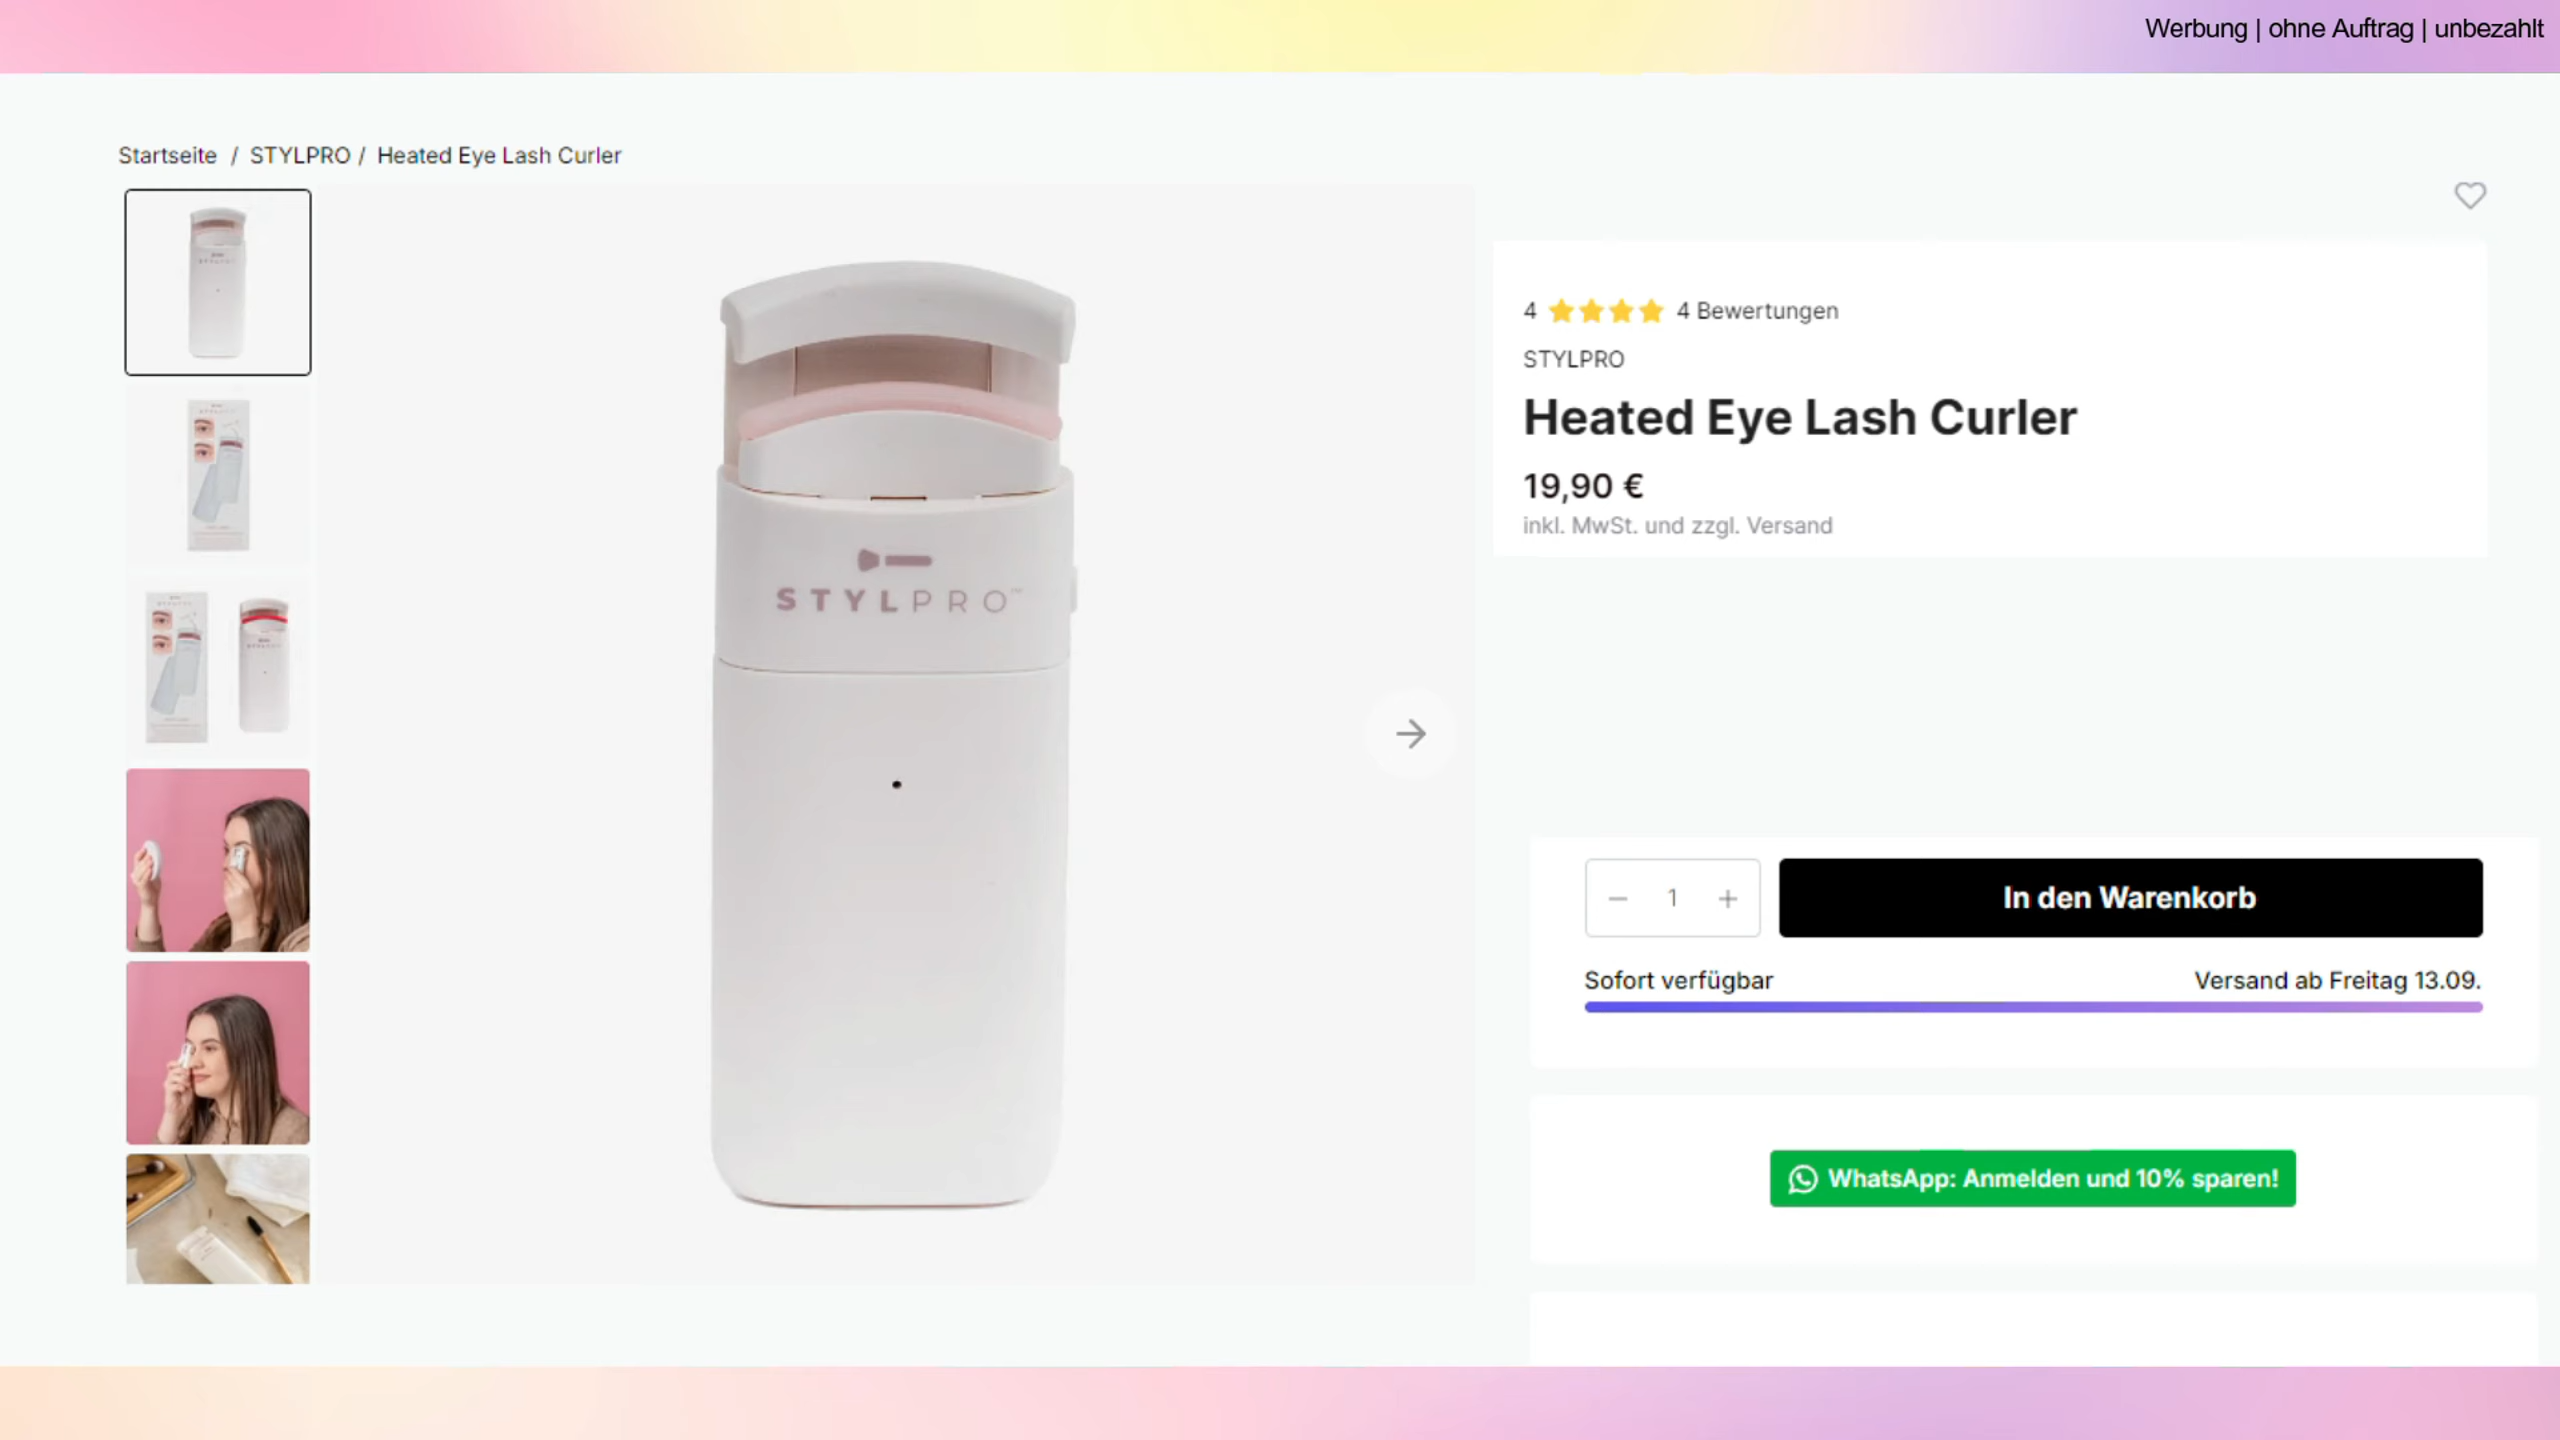 Werbung | ohne Auftrag | unbezahlt
Startseite / STYLPRO / Heated Eye Lash Curler
4 4 Bewertungen
STYLPRO
Heated Eye Lash Curler
19,90 €
inkl. MwSt. und zzgl. Versand
STYLPRO™
− 1 + In den Warenkorb
Sofort verfügbar Versand ab Freitag 13.09.
WhatsApp: Anmelden und 10% sparen!